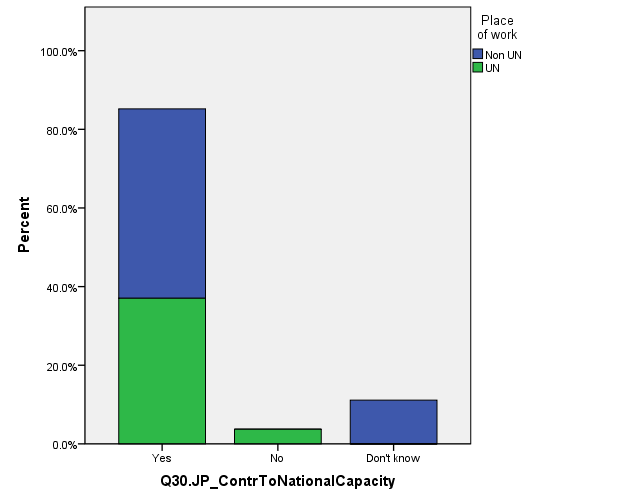 Place
of work
Non UN
UN
100.0%
80.0%
60.0%
40.0%
20.0%
0.0%
Percent
Yes
No
Don't know
Q30.JP_ContrToNationalCapacity